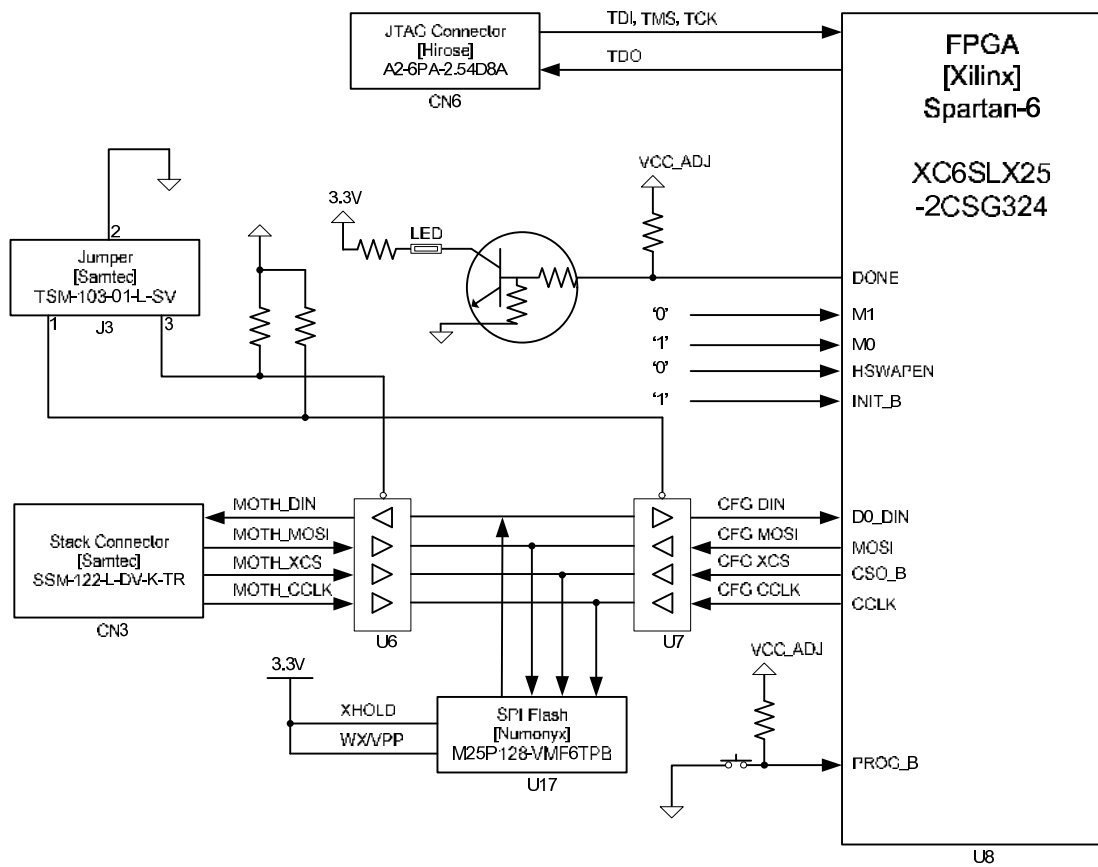 JTAG Connector
[Hirose]
A2-6PA-2.54D8A
CN6
TDI, TMS, TCK
TDO
FPGA
[Xilinx]
Spartan-6
XC6SLX25
-2CSG324
VCC_ADJ
3.3V
LED
2
Jumper
[Samtec]
TSM-103-01-L-SV
1
J3
3
DONE
'0'
M1
'1'
M0
'0'
HSWAPEN
'1'
INIT_B
Stack Connector
[Samtec]
SSM-122-L-DV-K-TR
CN3
MOTH_DIN
MOTH_MOSI
MOTH_XCS
MOTH_CCLK
U6
U7
CFG DIN
CFG MOSI
CFG XCS
CFG CCLK
D0_DIN
MOSI
CSO_B
CCLK
3.3V
XHOLD
WX/VPP
SPI Flash
[Numonyx]
M25P128-VMF6TPB
U17
VCC_ADJ
PROG_B
U8